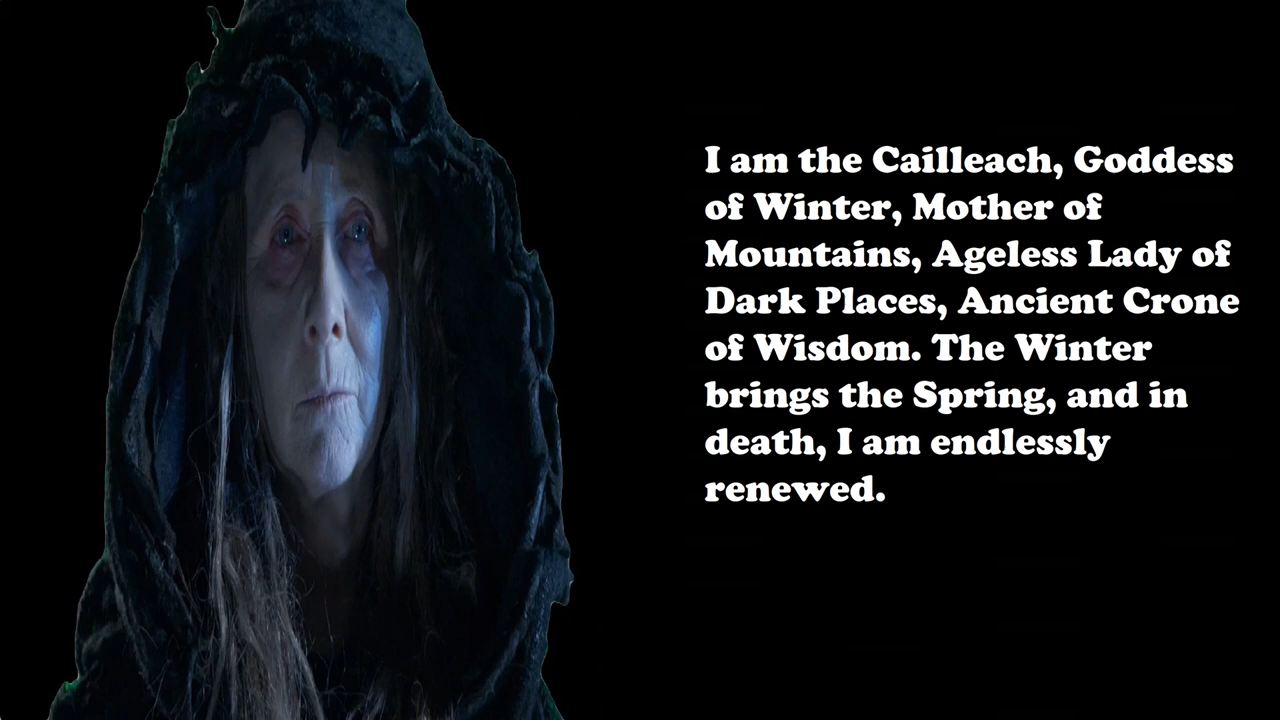 I am the Cailleach, Goddess
of Winter, Mother of
Mountains, Ageless Lady of
Dark Places, Ancient Crone
of Wisdom. The Winter
brings the Spring, and in
death, I am endlessly
renewed.